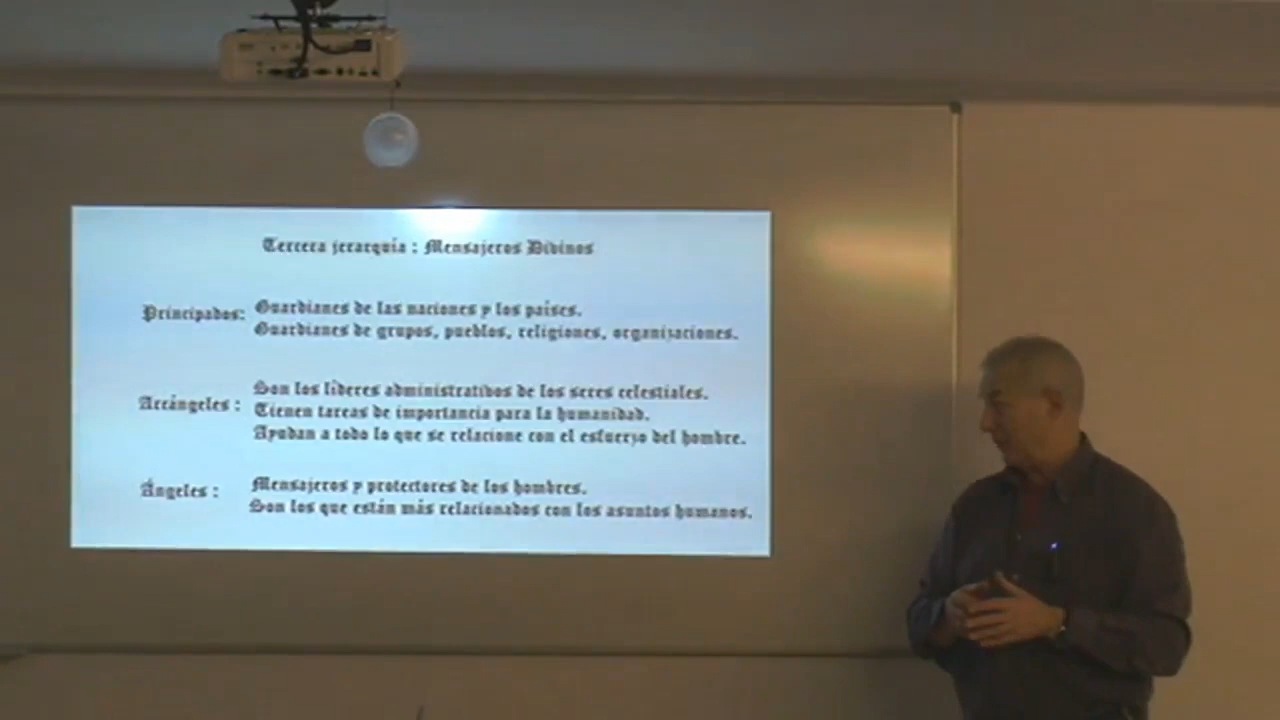 Tercera jerarquía : Mensajeros Divinos
Principados: Guardianes de las naciones y los países.
Guardianes de grupos, pueblos, religiones, organizaciones.
Arcángeles : Son los líderes administrativos de los seres celestiales.
Tienen tareas de importancia para la humanidad.
Ayudan a todo lo que se relacione con el esfuerzo del hombre.
Ángeles : Mensajeros y protectores de los hombres.
Son los que están más relacionados con los asuntos humanos.